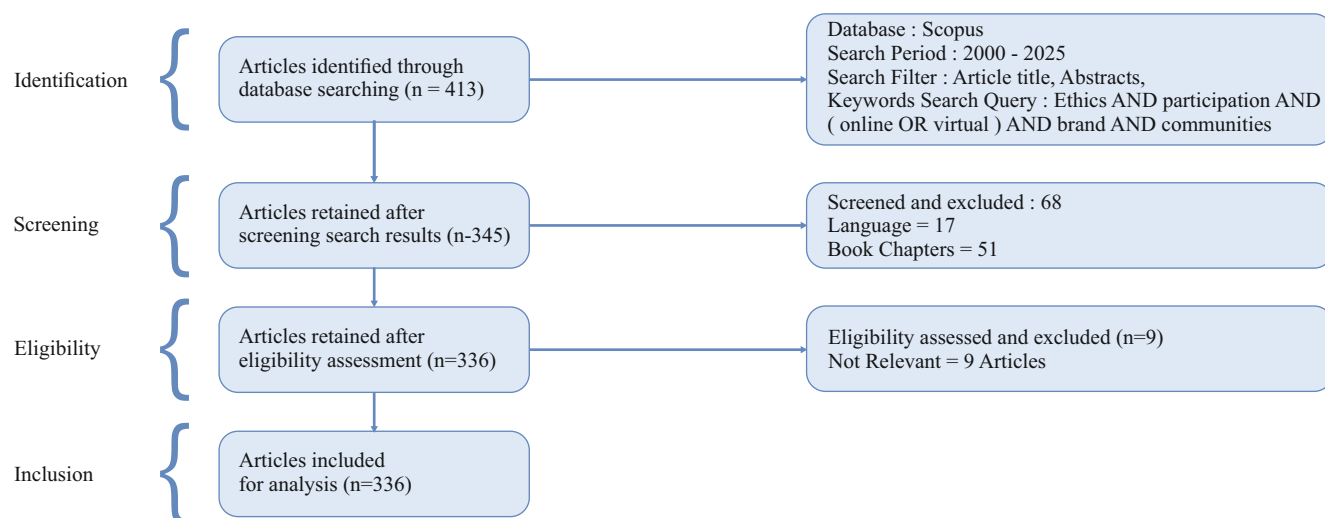 Identification
Articles identified through
database searching (n = 413)
Database : Scopus
Search Period : 2000 - 2025
Search Filter : Article title, Abstracts,
Keywords Search Query : Ethics AND participation AND
( online OR virtual ) AND brand AND communities
Screening
Articles retained after
screening search results (n-345)
Screened and excluded : 68
Language = 17
Book Chapters = 51
Eligibility
Articles retained after
eligibility assessment (n=336)
Eligibility assessed and excluded (n=9)
Not Relevant = 9 Articles
Inclusion
Articles included
for analysis (n=336)